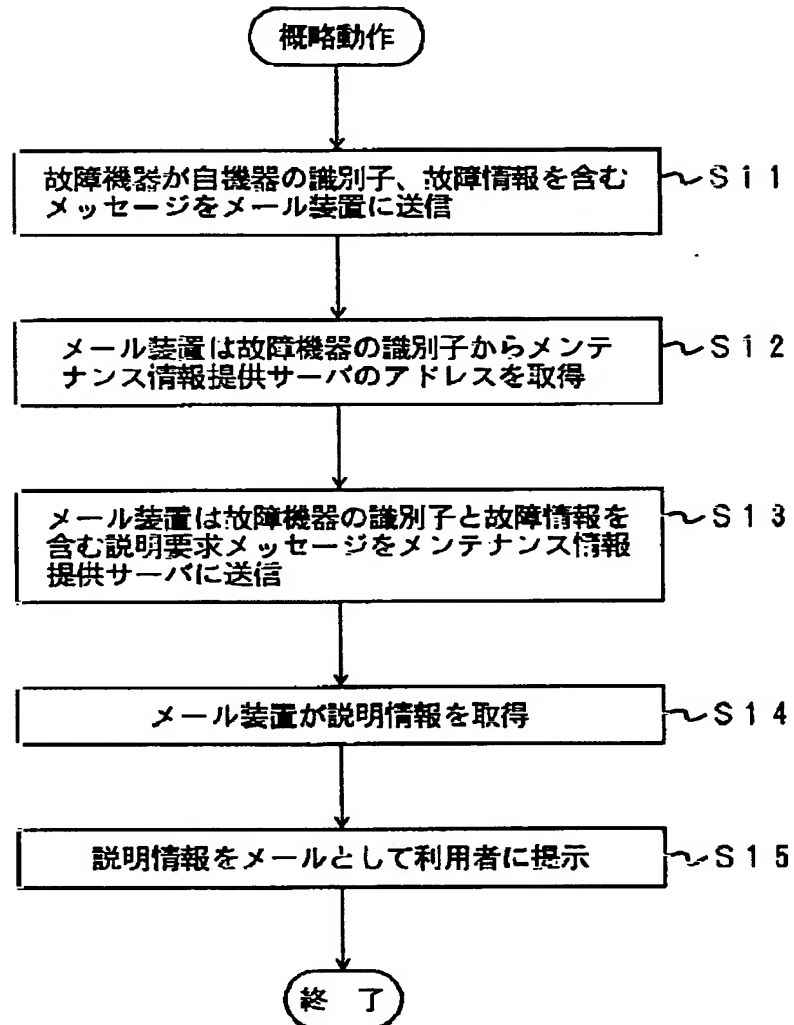 概略動作
故障機器が自機器の識別子、故障情報を含む
メッセージをメール装置に送信
~S11
メール装置は故障機器の識別子からメンテ
ナンス情報提供サーバのアドレスを取得
~S12
メール装置は故障機器の識別子と故障情報を
含む説明要求メッセージをメンテナンス情報
提供サーバに送信
~S13
メール装置が説明情報を取得
~S14
説明情報をメールとして利用者に提示
~S15
終 了